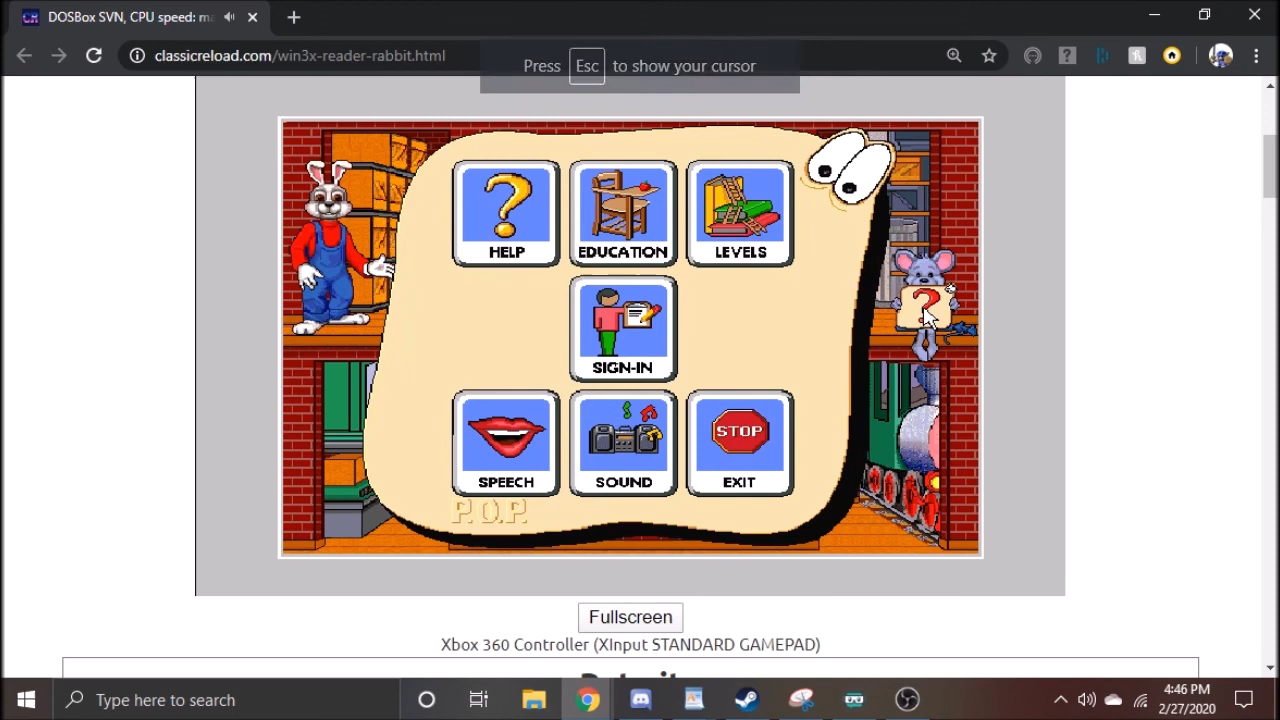 DOSBox SVN, CPU speed: ma
classicreload.com/win3x-reader-rabbit.html
Press Esc to show your cursor
?
HELP
EDUCATION
LEVELS
?
SIGN-IN
STOP
SPEECH
SOUND
EXIT
P.O.P.
Fullscreen
Xbox 360 Controller (XInput STANDARD GAMEPAD)
Type here to search
4:46 PM
2/27/2020